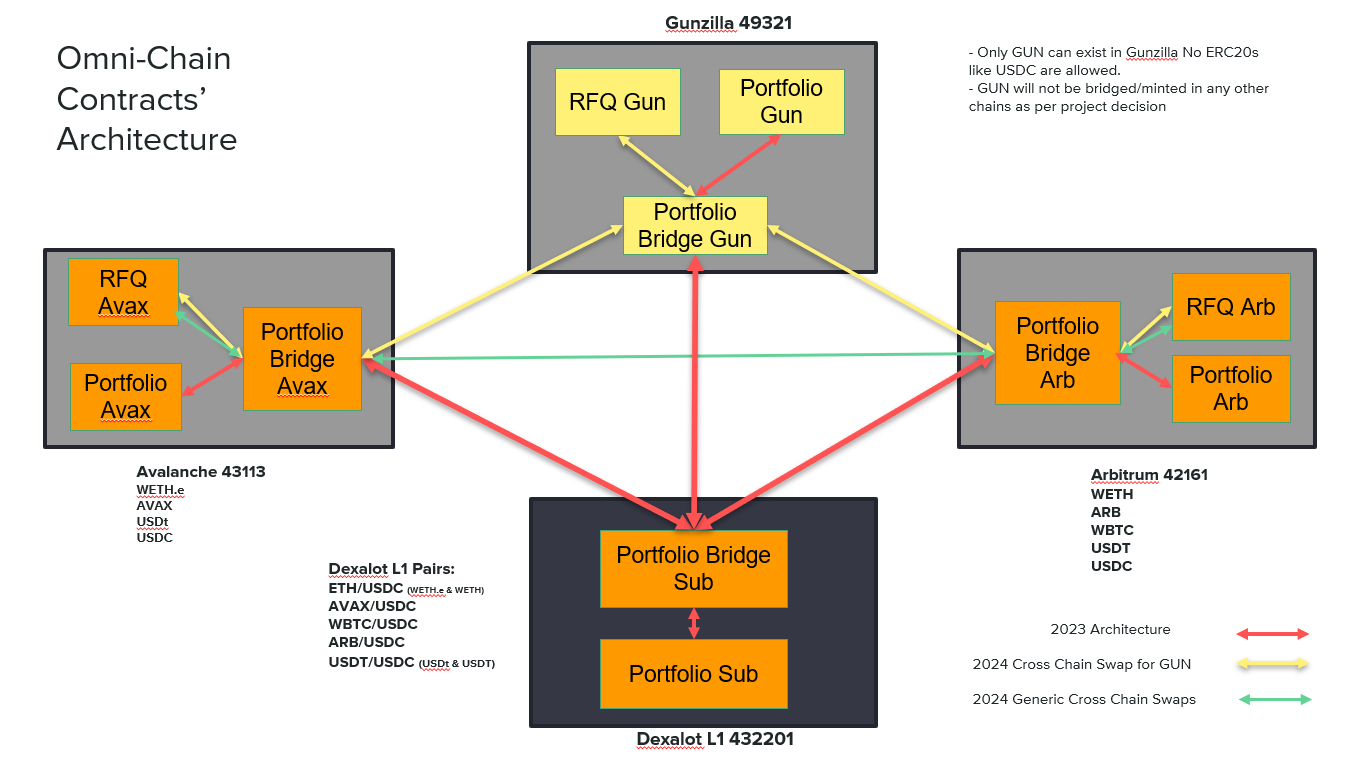 Gunzilla 49321
Omni-Chain
Contracts’
Architecture
- Only GUN can exist in Gunzilla No ERC20s
like USDC are allowed.
- GUN will not be bridged/minted in any other
chains as per project decision
RFQ Gun
Portfolio
Gun
Portfolio
Bridge Gun
RFQ
Avax
Portfolio
Bridge
Avax
Portfolio
Avax
Portfolio
Bridge
Arb
RFQ Arb
Portfolio
Arb
Avalanche 43113
WETH.e
AVAX
USDt
USDC
Arbitrum 42161
WETH
ARB
WBTC
USDT
USDC
Dexalot L1 Pairs:
ETH/USDC (WETH.e & WETH)
AVAX/USDC
WBTC/USDC
ARB/USDC
USDT/USDC (USDt & USDT)
Portfolio Bridge
Sub
Portfolio Sub
Dexalot L1 432201
2023 Architecture
2024 Cross Chain Swap for GUN
2024 Generic Cross Chain Swaps